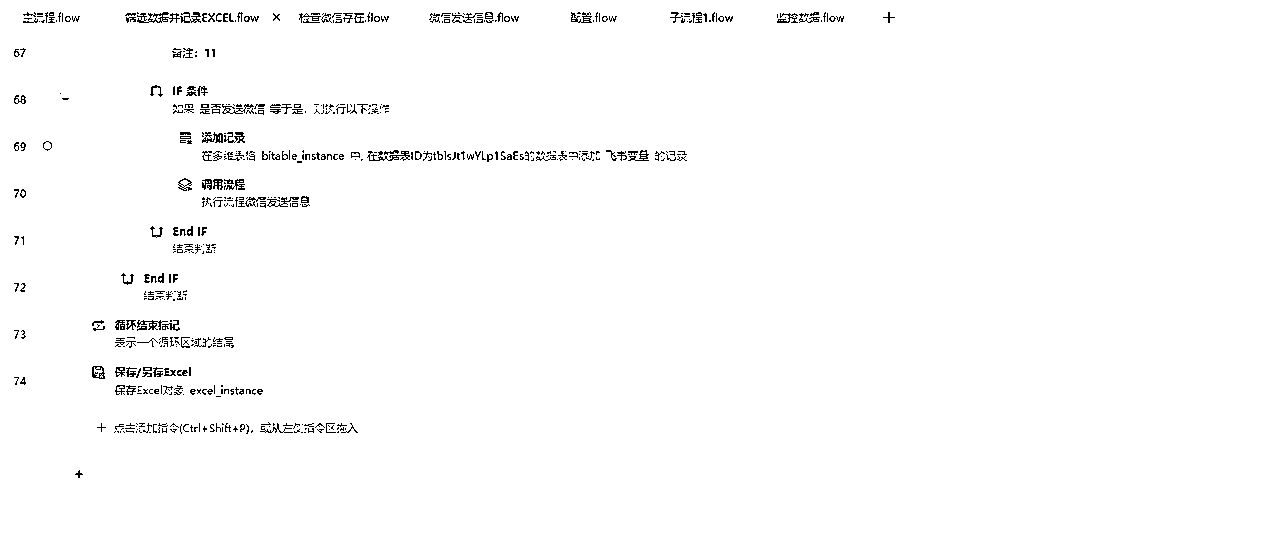 主流程.flow 筛选数据并记录EXCEL.flow × 检查微信存在.flow 微信发送信息.flow 配置.flow 子流程1.flow 监控数据.flow +
67 备注：11
68 IF 条件
如果 是否发送微信 等于是，则执行以下操作
69 添加记录
在多维表格 bitable_instance 中, 在数据表ID为tblsJt1wYLp1SaEs的数据表中添加 飞书变量 的记录
70 调用流程
执行流程微信发送信息
71 End IF
结束判断
72 End IF
结束判断
73 循环结束标记
表示一个循环区域的结尾
74 保存/另存Excel
保存Excel对象 excel_instance
+ 点击添加指令(Ctrl+Shift+P)，或从左侧指令区拖入